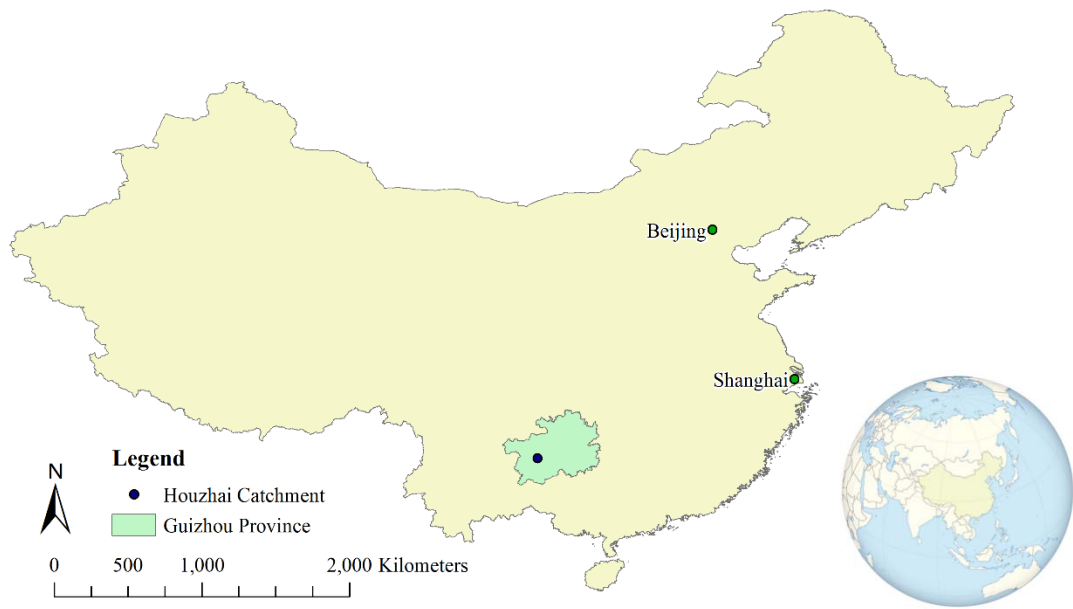 Beijing
Shanghai
Legend
N
Houzhai Catchment
Guizhou Province
0 500 1,000 2,000 Kilometers